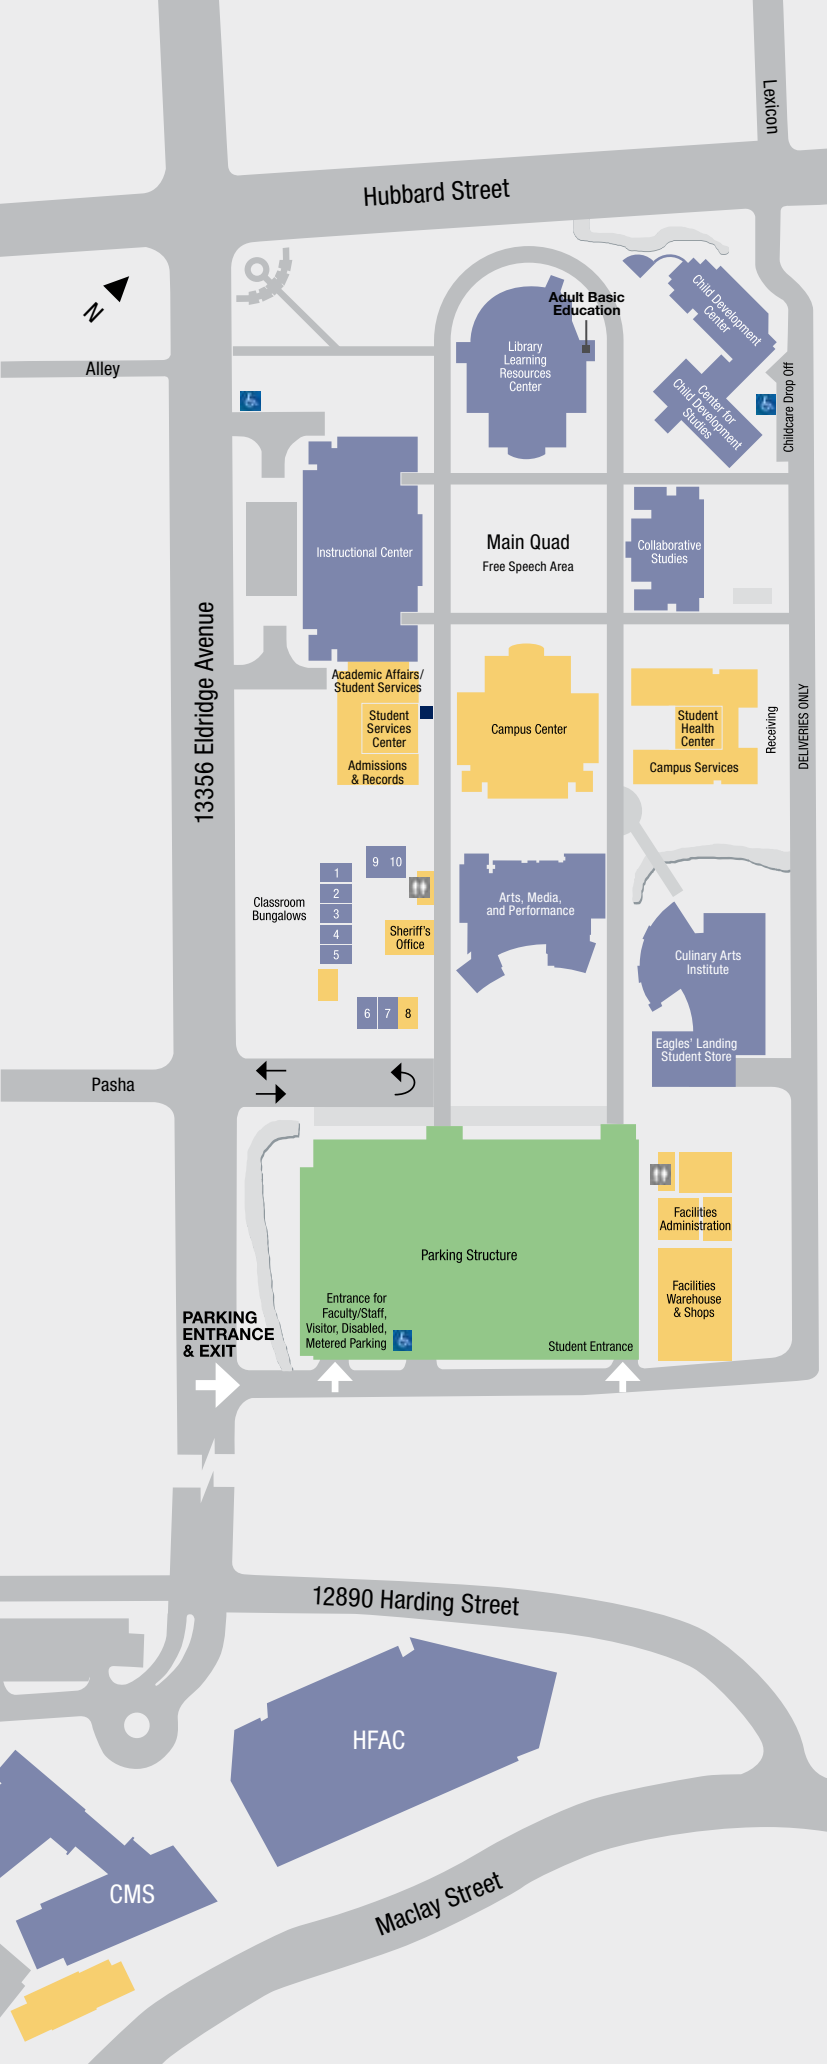 Lexicon
Hubbard Street
N
Alley
Adult Basic
Education
Library
Learning
Resources
Center
Child Development
Center
Center for
Child Development
Studies
Childcare Drop Off
Instructional Center
Main Quad
Free Speech Area
Collaborative
Studies
13356 Eldridge Avenue
Academic Affairs/
Student Services
Student
Services
Center
Admissions
& Records
Campus Center
Student
Health
Center
Campus Services
Receiving
DELIVERIES ONLY
9 10
1
2
3
4
5
Classroom
Bungalows
Sheriff's
Office
6 7 8
Arts, Media,
and Performance
Culinary Arts
Institute
Eagles' Landing
Student Store
Pasha
Parking Structure
Facilities
Administration
Facilities
Warehouse
& Shops
Entrance for
Faculty/Staff,
Visitor, Disabled,
Metered Parking
Student Entrance
PARKING
ENTRANCE
& EXIT
12890 Harding Street
HFAC
CMS
Maclay Street